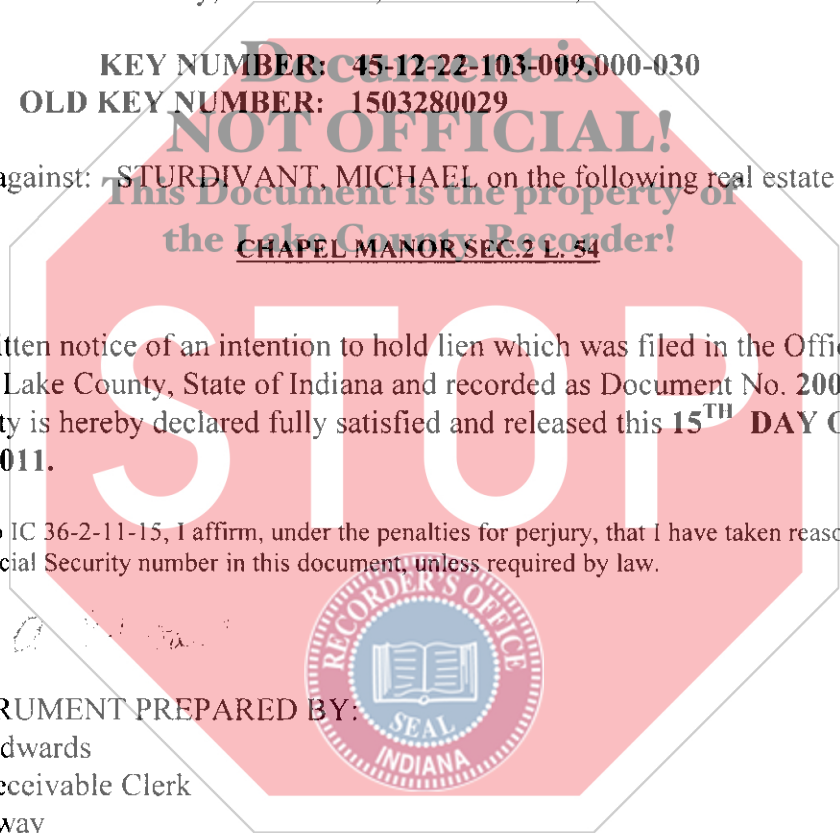 KEY NUMBER: 45-12-22-103-009.000-030
Document is
OLD KEY NUMBER: 1503280029
NOT OFFICIAL!
against: STURDIVANT, MICHAEL on the following real estate
This Document is the property of
the Lake County Recorder!
CHAPEL MANOR SEC.2 L. 54
STOP
itten notice of an intention to hold lien which was filed in the Offi
Lake County, State of Indiana and recorded as Document No. 200
ty is hereby declared fully satisfied and released this 15TH DAY O
011.
IC 36-2-11-15, I affirm, under the penalties for perjury, that I have taken reaso
cial Security number in this document, unless required by law.
RECORDER'S OFFICE
SEAL
INDIANA
RUMENT PREPARED BY:
dwards
eceivable Clerk
way